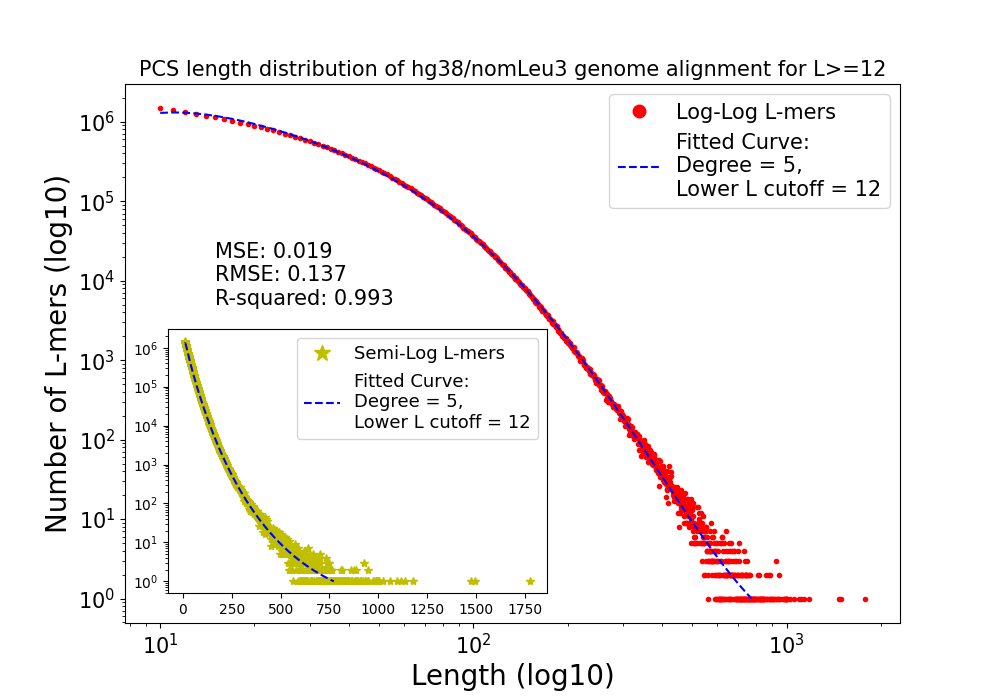 PCS length distribution of hg38/nomLeu3 genome alignment for L>=12
Number of L-mers (log10)
10^6
10^5
10^4
10^3
10^2
10^1
10^0
Log-Log L-mers
Fitted Curve:
Degree = 5,
Lower L cutoff = 12
MSE: 0.019
RMSE: 0.137
R-squared: 0.993
10^6
10^5
10^4
10^3
10^2
10^1
10^0
Semi-Log L-mers
Fitted Curve:
Degree = 5,
Lower L cutoff = 12
0 250 500 750 1000 1250 1500 1750
10^1 10^2 10^3
Length (log10)